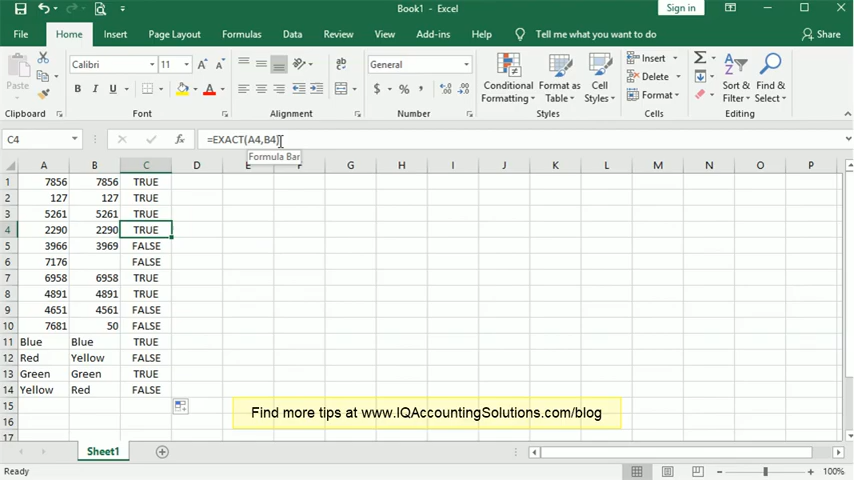 Book1 - Excel
Sign in
File Home Insert Page Layout Formulas Data Review View Add-ins Help Tell me what you want to do Share
Calibri 11 General Insert
Paste B I U $ % Conditional Formatting Format as Table Cell Styles Delete Sort & Filter Find & Select
Format
Clipboard Font Alignment Number Styles Cells Editing
C4 fx =EXACT(A4,B4)
Formula Bar
A B C D E F G H I J K L M N O P
1 7856 7856 TRUE
2 127 127 TRUE
3 5261 5261 TRUE
4 2290 2290 TRUE
5 3966 3969 FALSE
6 7176 FALSE
7 6958 6958 TRUE
8 4891 4891 TRUE
9 4651 4561 FALSE
10 7681 50 FALSE
11 Blue Blue TRUE
12 Red Yellow FALSE
13 Green Green TRUE
14 Yellow Red FALSE
15
Find more tips at www.IQAccountingSolutions.com/blog
16
17
Sheet1
100%